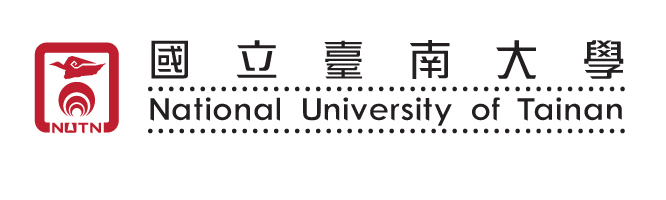 國立臺南大學
National University of Tainan
NUTN